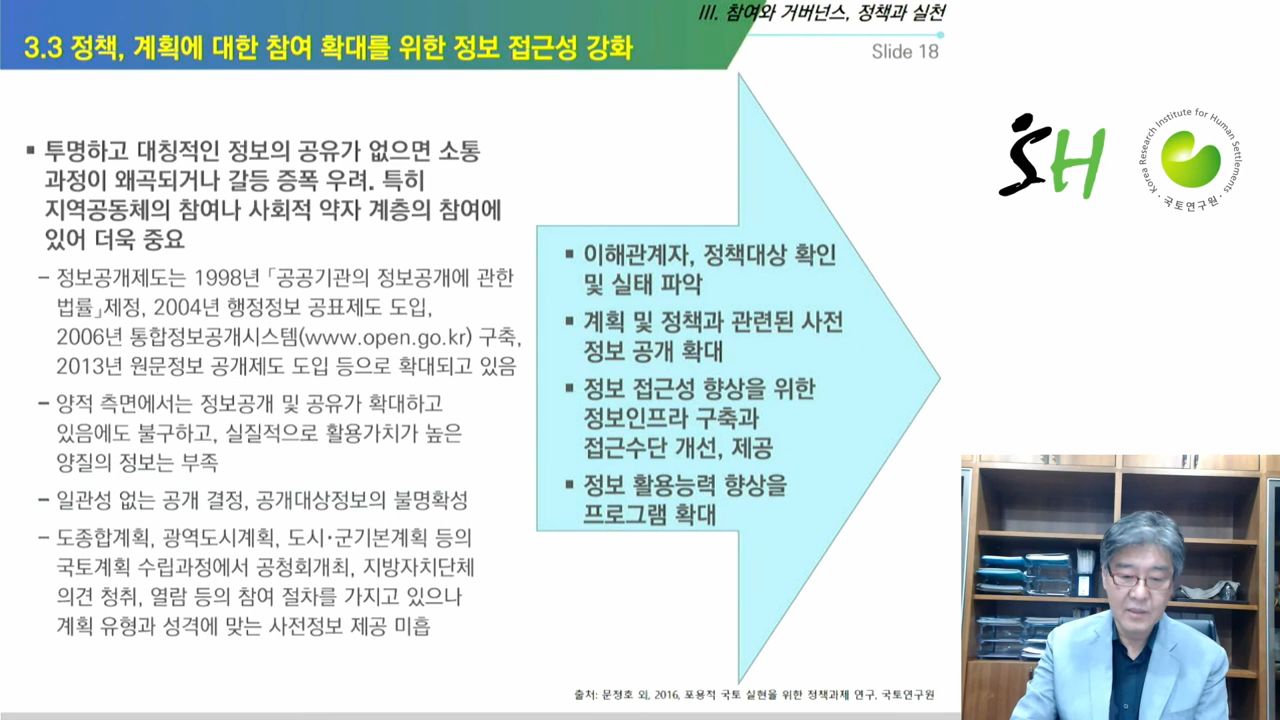 III. 참여와 거버넌스, 정책과 실천
3.3 정책, 계획에 대한 참여 확대를 위한 정보 접근성 강화
Slide 18
▪ 투명하고 대칭적인 정보의 공유가 없으면 소통
과정이 왜곡되거나 갈등 증폭 우려. 특히
지역공동체의 참여나 사회적 약자 계층의 참여에
있어 더욱 중요
– 정보공개제도는 1998년 「공공기관의 정보공개에 관한
법률」제정, 2004년 행정정보 공표제도 도입,
2006년 통합정보공개시스템(www.open.go.kr) 구축,
2013년 원문정보 공개제도 도입 등으로 확대되고 있음
– 양적 측면에서는 정보공개 및 공유가 확대하고
있음에도 불구하고, 실질적으로 활용가치가 높은
양질의 정보는 부족
– 일관성 없는 공개 결정, 공개대상정보의 불명확성
– 도종합계획, 광역도시계획, 도시·군기본계획 등의
국토계획 수립과정에서 공청회개최, 지방자치단체
의견 청취, 열람 등의 참여 절차를 가지고 있으나
계획 유형과 성격에 맞는 사전정보 제공 미흡
▪ 이해관계자, 정책대상 확인
및 실태 파악
▪ 계획 및 정책과 관련된 사전
정보 공개 확대
▪ 정보 접근성 향상을 위한
정보인프라 구축과
접근수단 개선, 제공
▪ 정보 활용능력 향상을
프로그램 확대
출처: 문정호 외, 2016, 포용적 국토 실현을 위한 정책과제 연구, 국토연구원
SH
Korea Research Institute for Human Settlements
· 국토연구원 ·